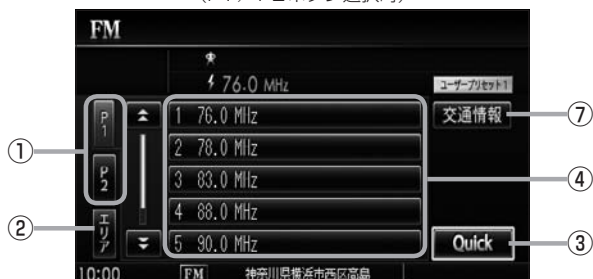 FM
76.0 MHz
ユーザープリセット1
P1
P2
エリア
1 76.0 MHz
2 78.0 MHz
3 83.0 MHz
4 88.0 MHz
5 90.0 MHz
交通情報
Quick
10:00
FM
神奈川県横浜市西区高島
①
②
③
④
⑦